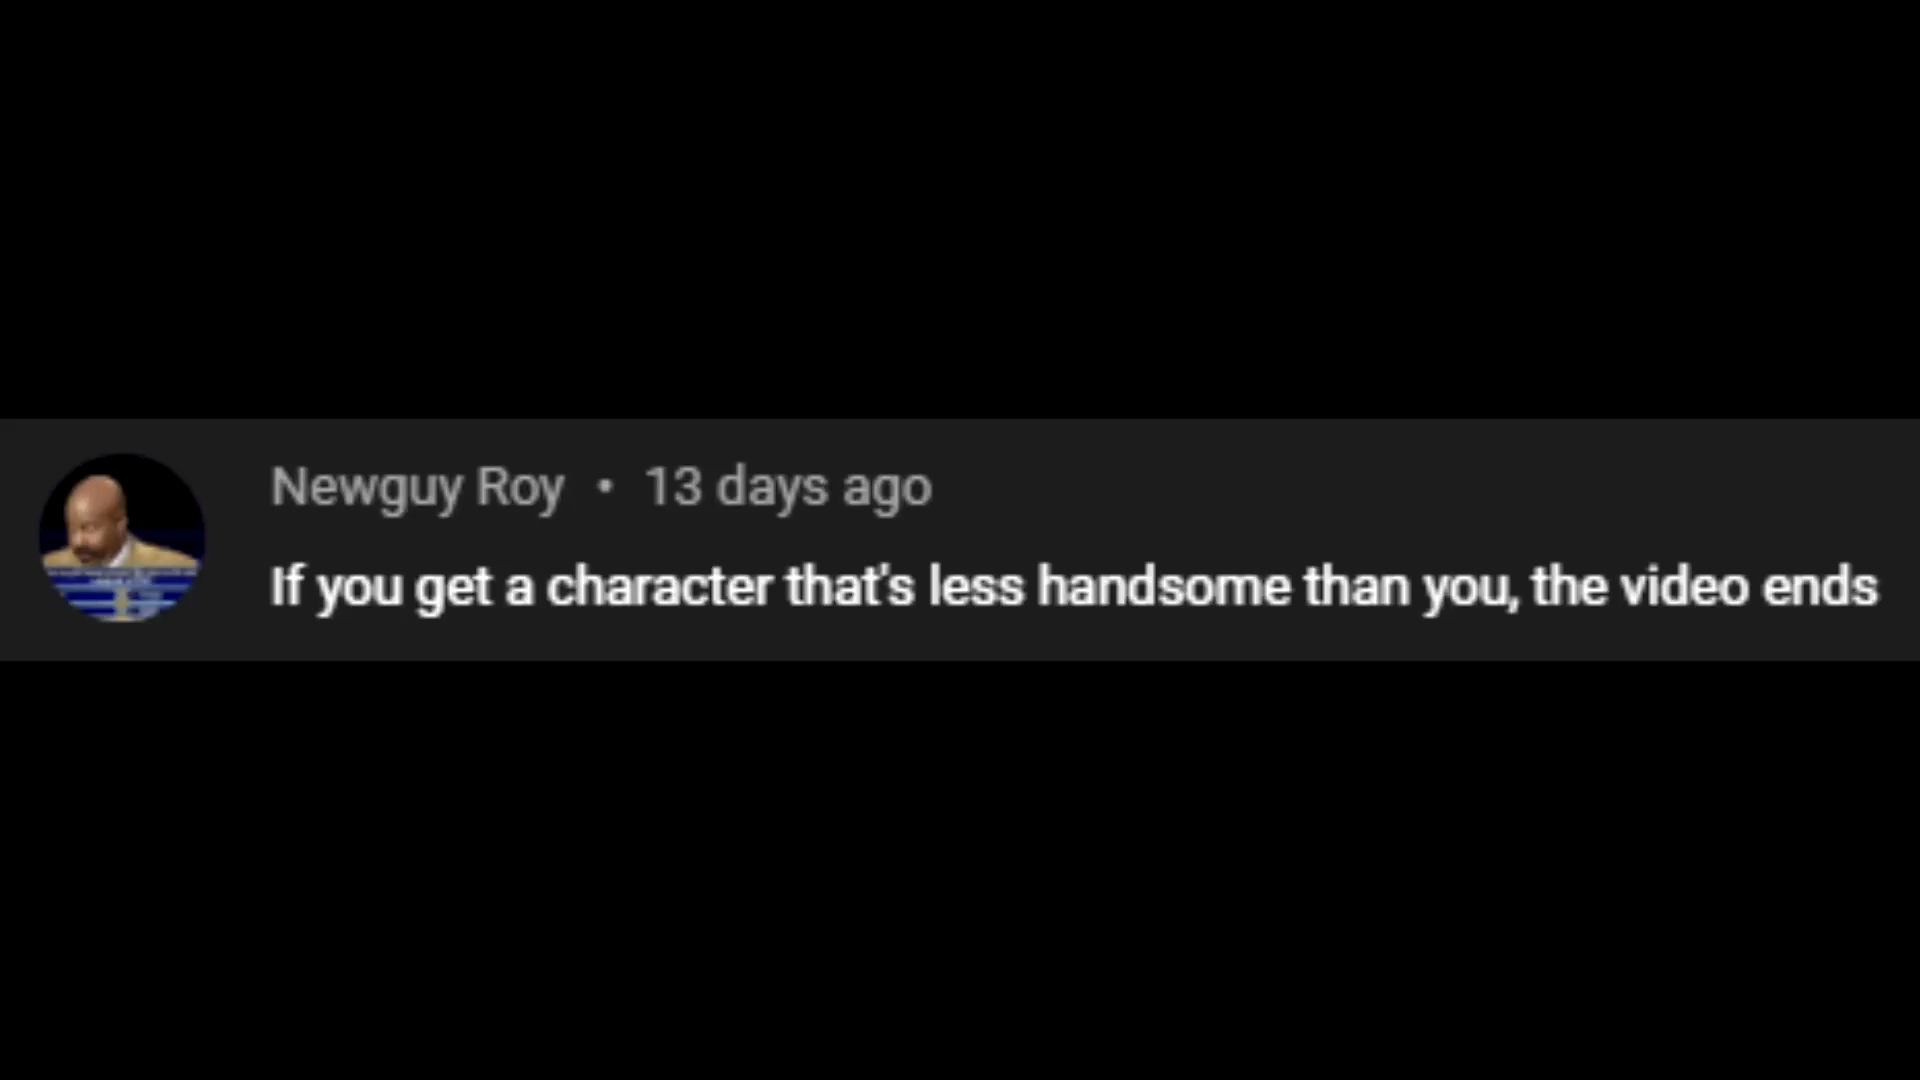 Newguy Roy • 13 days ago
If you get a character that's less handsome than you, the video ends